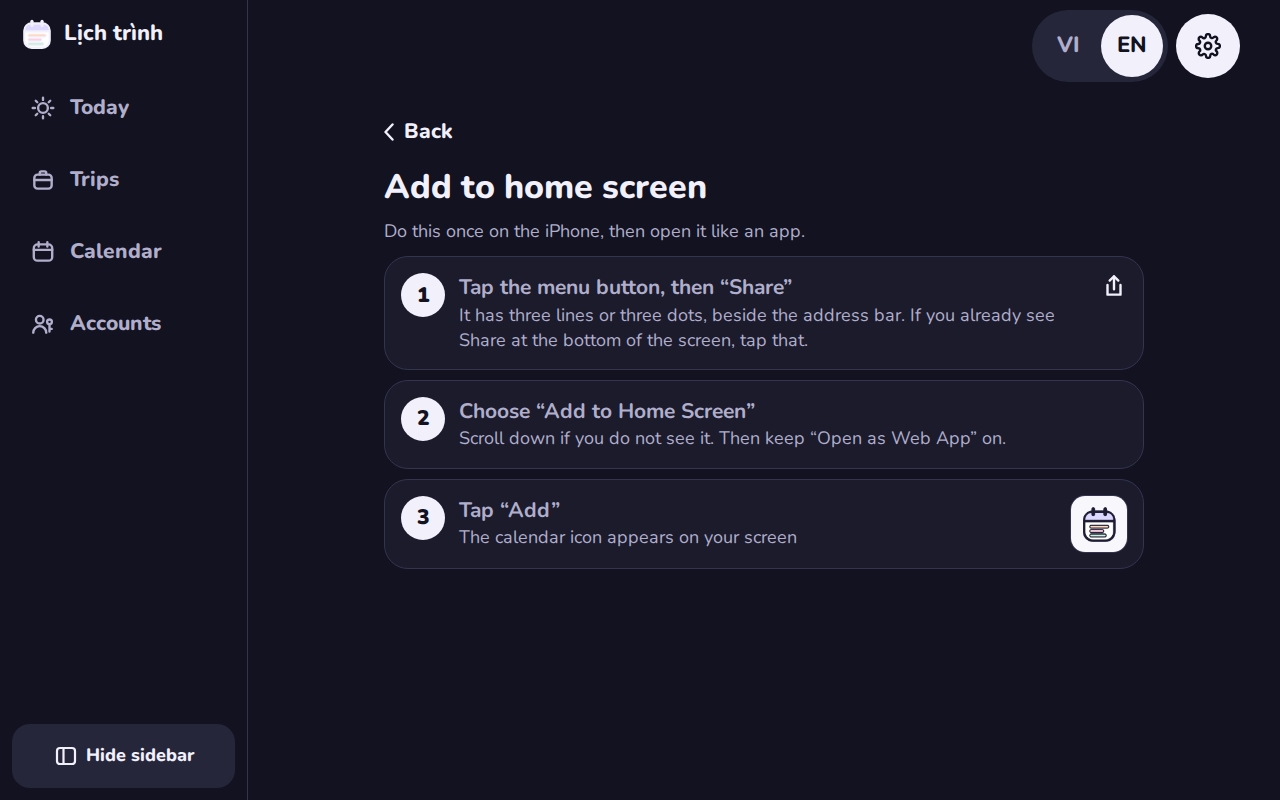 Lịch trình
VI
EN
Today
Trips
Calendar
Accounts
Hide sidebar
Back
Add to home screen
Do this once on the iPhone, then open it like an app.
1
Tap the menu button, then “Share”
It has three lines or three dots, beside the address bar. If you already see
Share at the bottom of the screen, tap that.
2
Choose “Add to Home Screen”
Scroll down if you do not see it. Then keep “Open as Web App” on.
3
Tap “Add”
The calendar icon appears on your screen